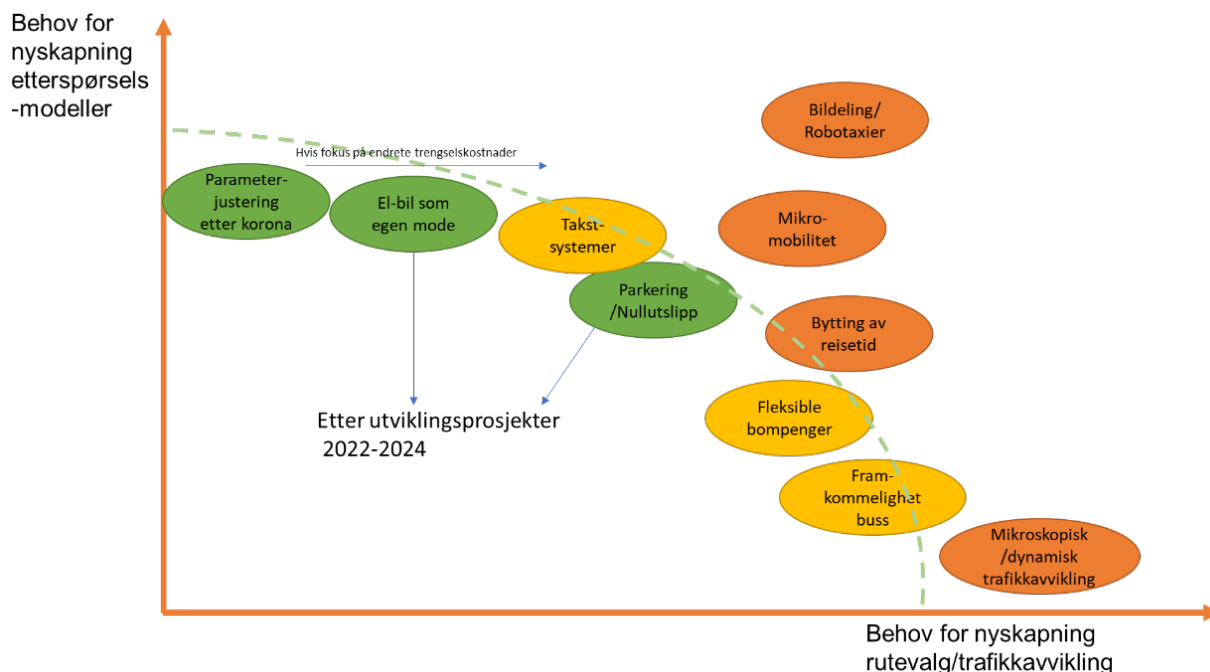 Behov for
nyskapning
etterspørsels
-modeller
Bildeling/
Robotaxier
Hvis fokus på endrete trengselskostnader
Parameter-
justering
etter korona
El-bil som
egen mode
Takst-
systemer
Mikro-
mobilitet
Parkering
/Nullutslipp
Bytting av
reisetid
Etter utviklingsprosjekter
2022-2024
Fleksible
bompenger
Fram-
kommelighet
buss
Mikroskopisk
/dynamisk
trafikkavvikling
Behov for nyskapning
rutevalg/trafikkavvikling